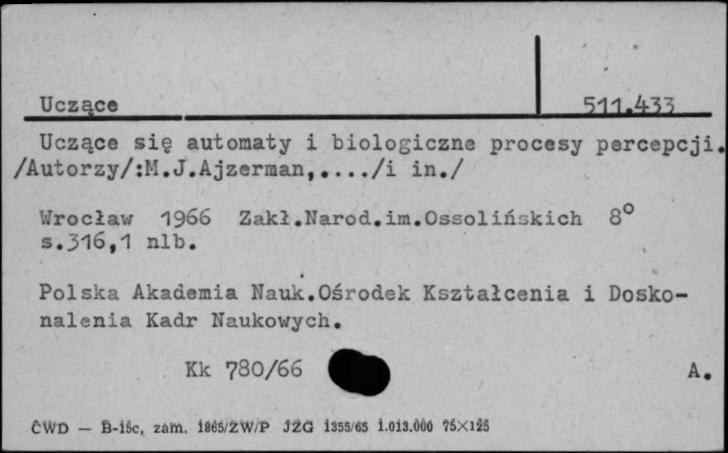 Uczące 511.433
Uczące się automaty i biologiczne procesy percepcji.
/Autorzy/:M.J.Ajzerman,..../i in./
Wrocław 1966 Zakł.Narod.im.Ossolińskich 8°
s.316,1 nlb.
Polska Akademia Nauk.Ośrodek Kształcenia i Dosko-
nalenia Kadr Naukowych.
Kk 780/66 A.
ĆWD — B-15c, zam. 1865/ZW/P JZG 1355/65 1.013.000 75×125